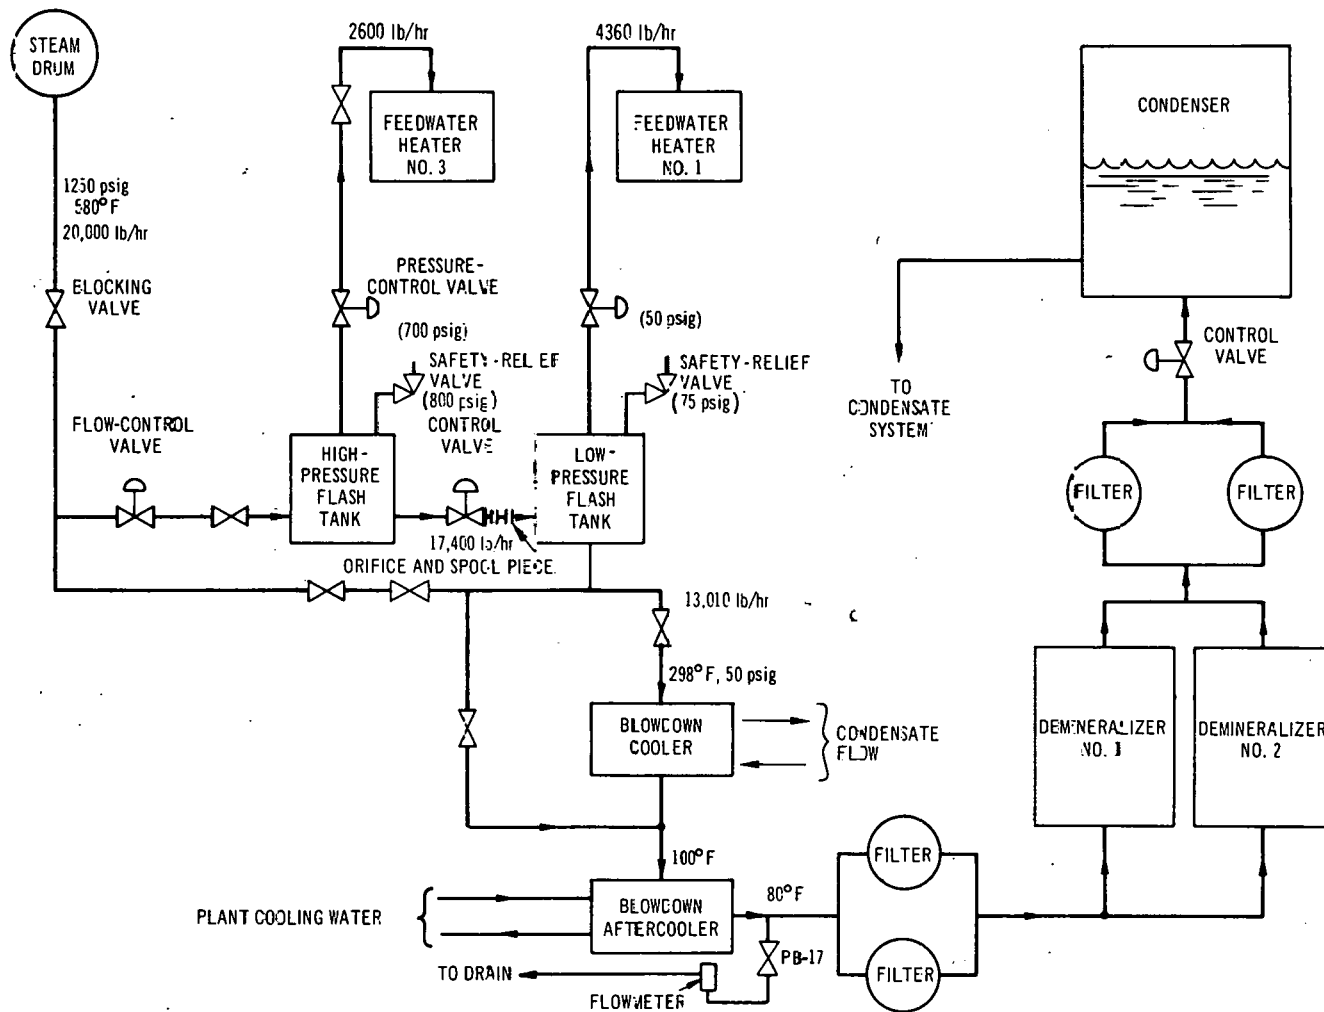 STEAM
DRUM
2600 lb/hr
4360 lb/hr
FEEDWATER
HEATER
NO. 3
FEEDWATER
HEATER
NO. 1
CONDENSER
1250 psig
580°F
20,000 lb/hr
BLOCKING
VALVE
PRESSURE-
CONTROL VALVE
(700 psig)
(50 psig)
SAFETY-RELIEF
VALVE
(800 psig)
SAFETY-RELIEF
VALVE
(75 psig)
CONTROL
VALVE
TO
CONDENSATE
SYSTEM
FLOW-CONTROL
VALVE
CONTROL
VALVE
HIGH-
PRESSURE
FLASH
TANK
LOW-
PRESSURE
FLASH
TANK
FILTER
FILTER
17,400 lb/hr
ORIFICE AND SPOOL PIECE
13,010 lb/hr
298°F, 50 psig
BLOWDOWN
COOLER
CONDENSATE
FLOW
DEMINERALIZER
NO. 1
DEMINERALIZER
NO. 2
100°F
FILTER
80°F
PLANT COOLING WATER
BLOWDOWN
AFTERCOOLER
PB-17
FILTER
TO DRAIN
FLOWMETER